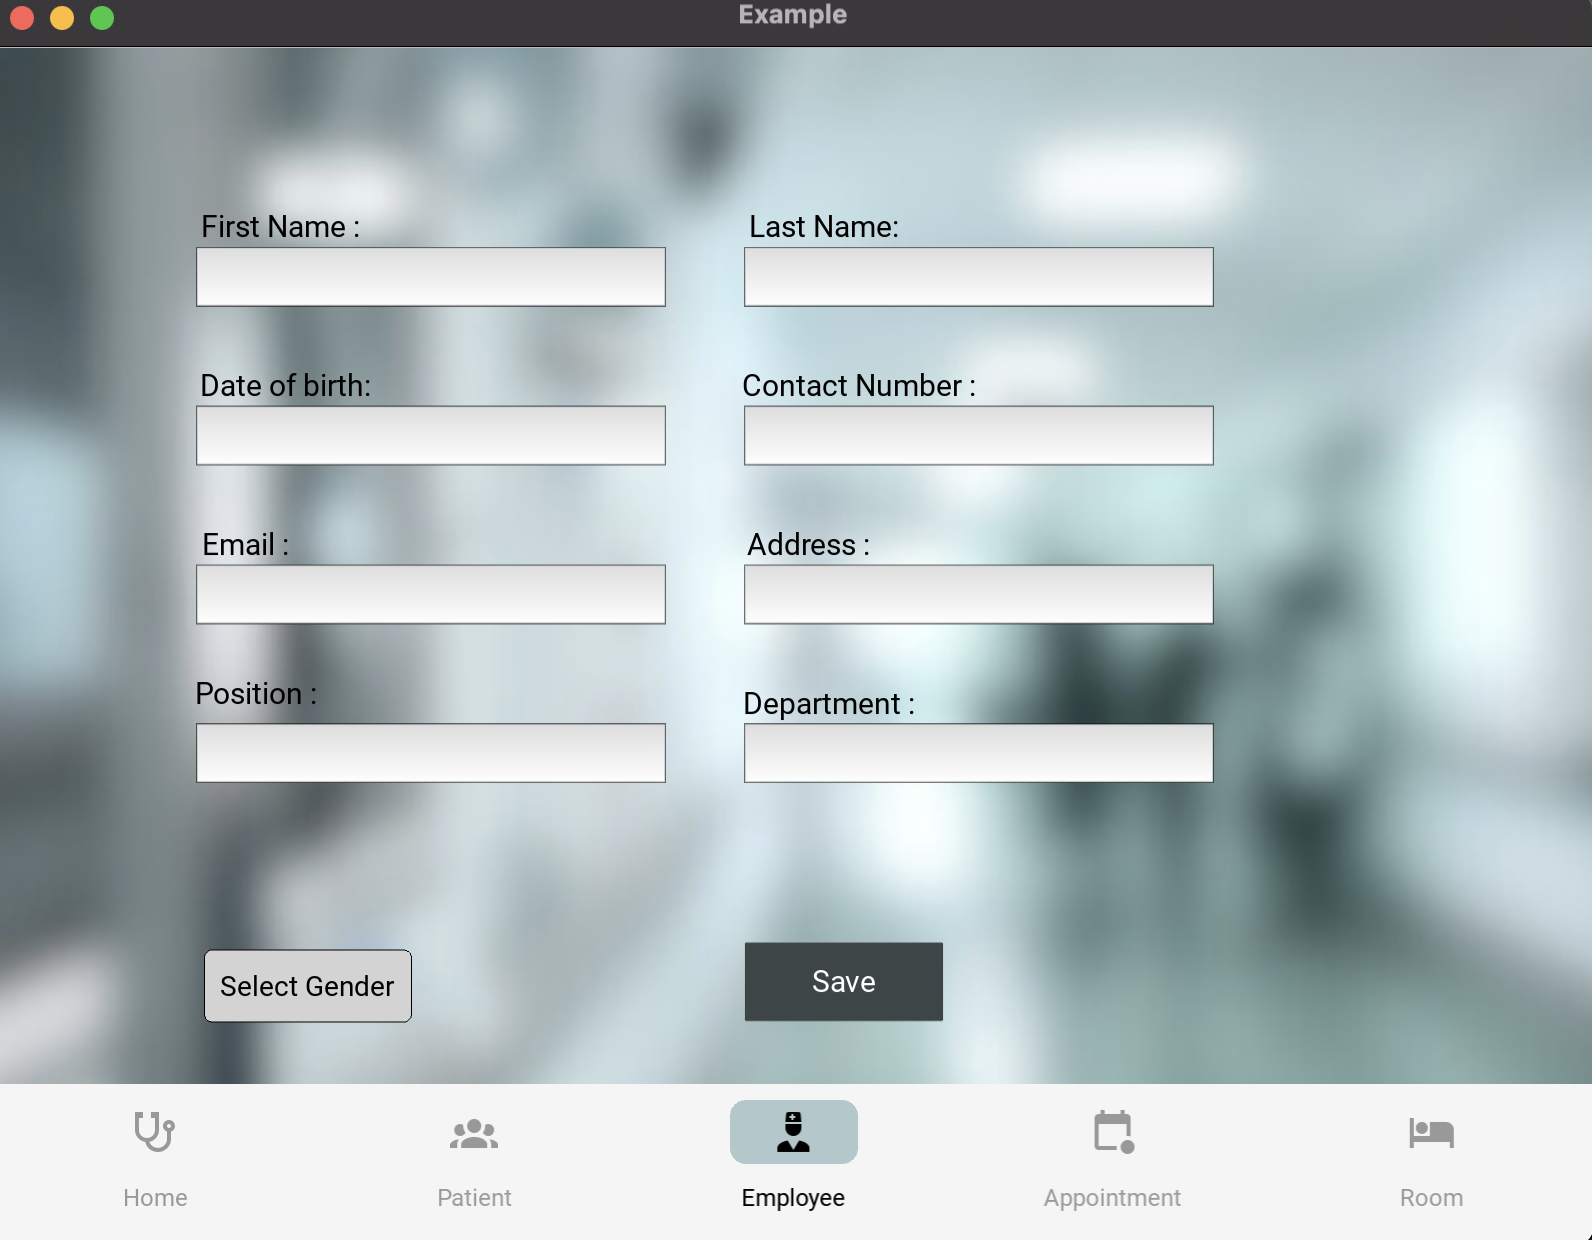 Example
First Name :
Last Name:
Date of birth:
Contact Number :
Email :
Address :
Position :
Department :
Select Gender
Save
Home
Patient
Employee
Appointment
Room